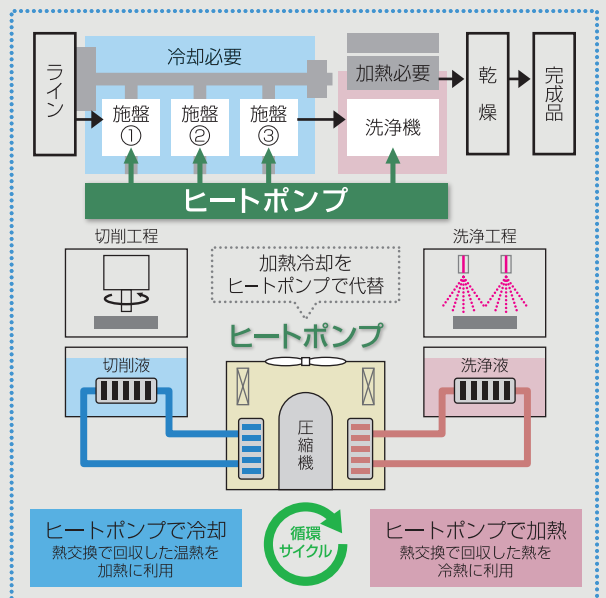 ライン
冷却必要
施盤
①
施盤
②
施盤
③
加熱必要
洗浄機
乾燥
完成品
ヒートポンプ
切削工程
洗浄工程
加熱冷却を
ヒートポンプで代替
ヒートポンプ
切削液
洗浄液
圧縮機
ヒートポンプで冷却
熱交換で回収した温熱を
加熱に利用
循環
サイクル
ヒートポンプで加熱
熱交換で回収した熱を
冷熱に利用